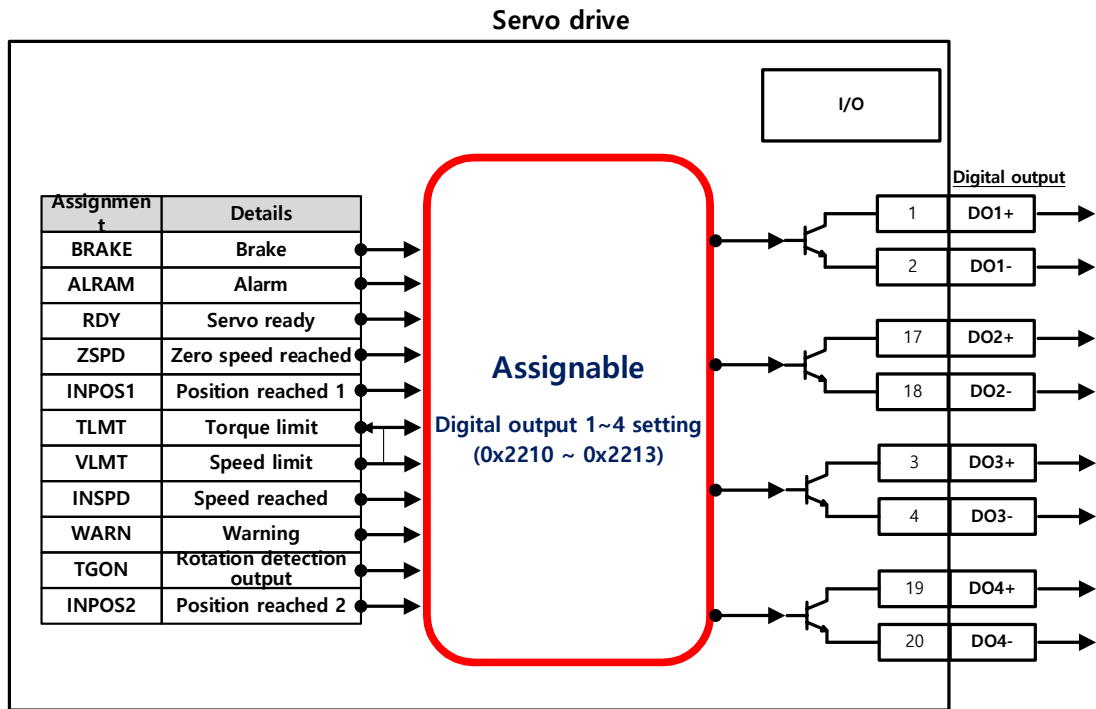 Servo drive
I/O
Digital output
Assignmen
t
Details
BRAKE
Brake
ALRAM
Alarm
RDY
Servo ready
ZSPD
Zero speed reached
INPOS1
Position reached 1
TLMT
Torque limit
VLMT
Speed limit
INSPD
Speed reached
WARN
Warning
TGON
Rotation detection
output
INPOS2
Position reached 2
Assignable
Digital output 1~4 setting
(0x2210 ~ 0x2213)
1
DO1+
2
DO1-
17
DO2+
18
DO2-
3
DO3+
4
DO3-
19
DO4+
20
DO4-